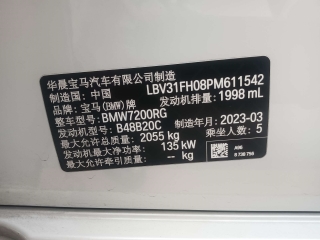 华晨宝马汽车有限公司制造
制造国：中国 LBV31FH08PM611542
品牌：宝马(BMW)牌 发动机排量：1998 mL
整车型号：BMW7200RG
发动机型号：B48B20C 制造年月：2023-03
最大允许总质量：2055 kg 乘坐人数：5
发动机最大净功率：135 kW
最大允许牵引质量：-- kg